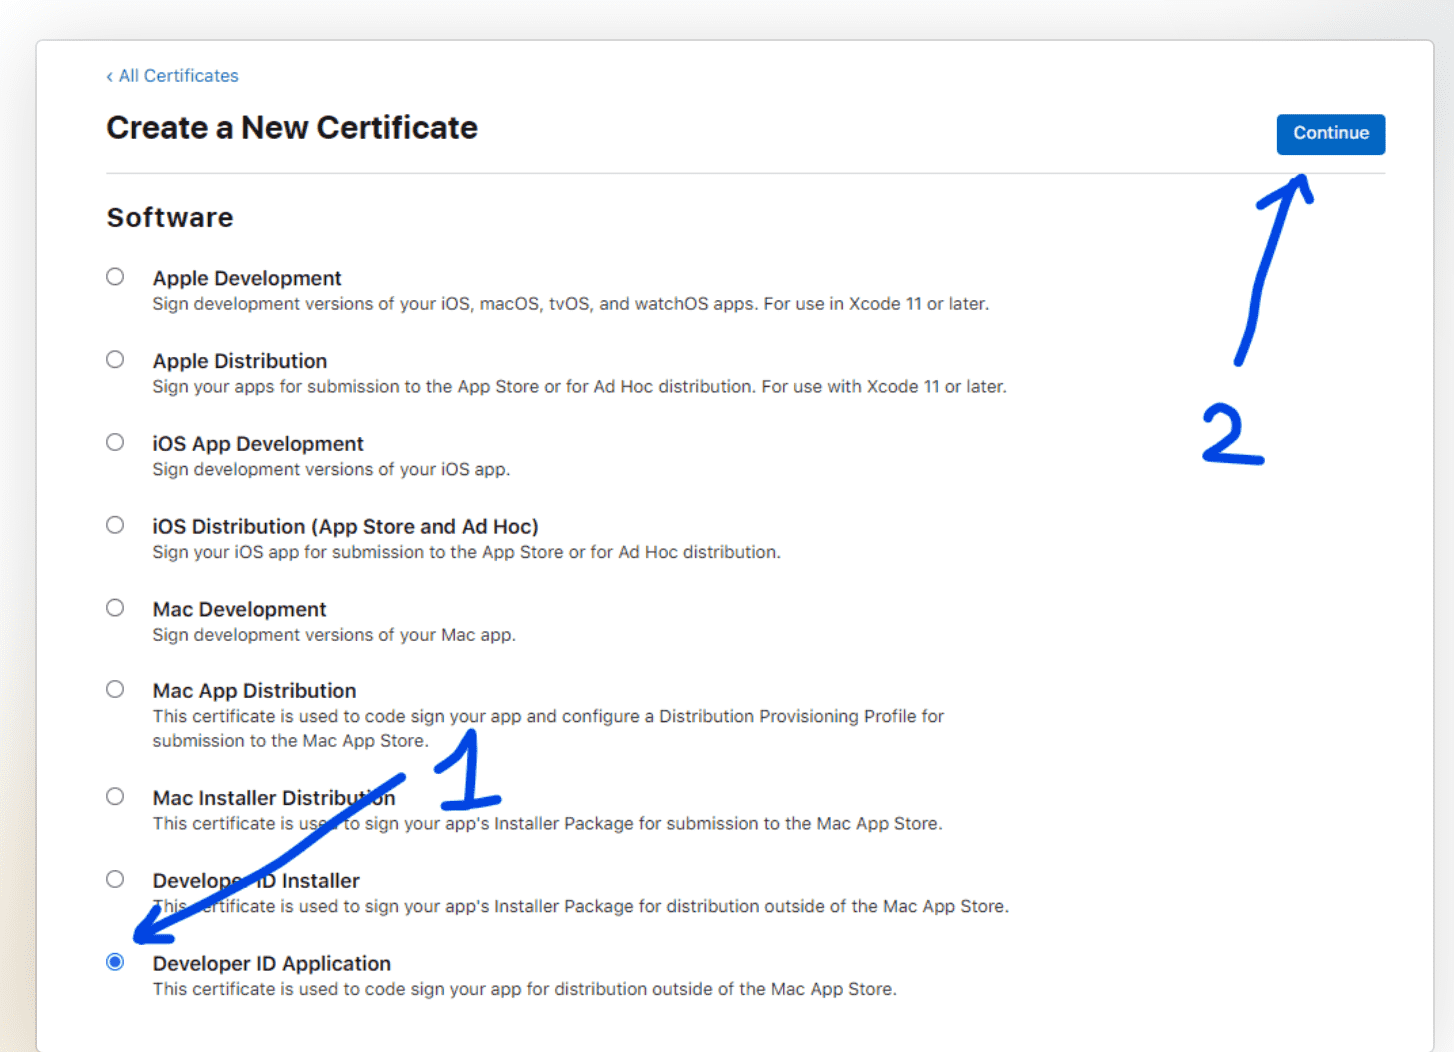 ‹ All Certificates
Create a New Certificate
Continue
Software
Apple Development
Sign development versions of your iOS, macOS, tvOS, and watchOS apps. For use in Xcode 11 or later.
Apple Distribution
Sign your apps for submission to the App Store or for Ad Hoc distribution. For use with Xcode 11 or later.
iOS App Development
Sign development versions of your iOS app.
2
iOS Distribution (App Store and Ad Hoc)
Sign your iOS app for submission to the App Store or for Ad Hoc distribution.
Mac Development
Sign development versions of your Mac app.
Mac App Distribution
This certificate is used to code sign your app and configure a Distribution Provisioning Profile for
submission to the Mac App Store.
1
Mac Installer Distribution
This certificate is used to sign your app's Installer Package for submission to the Mac App Store.
Developer ID Installer
This certificate is used to sign your app's Installer Package for distribution outside of the Mac App Store.
Developer ID Application
This certificate is used to code sign your app for distribution outside of the Mac App Store.